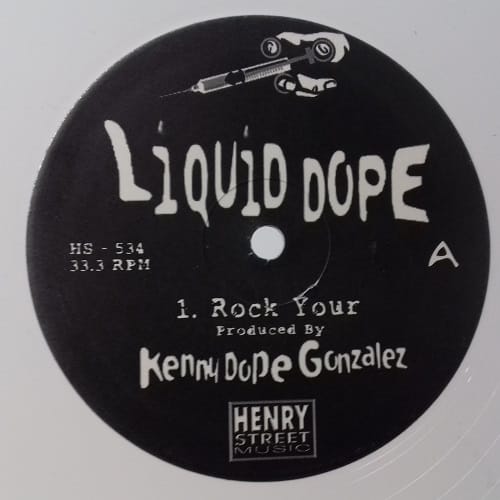 LiQUiD DOPE
HS - 534
33.3 RPM
A
1. Rock Your
Produced By
Kenny DoPe Gonzalez
HENRY
STREET
MUSIC